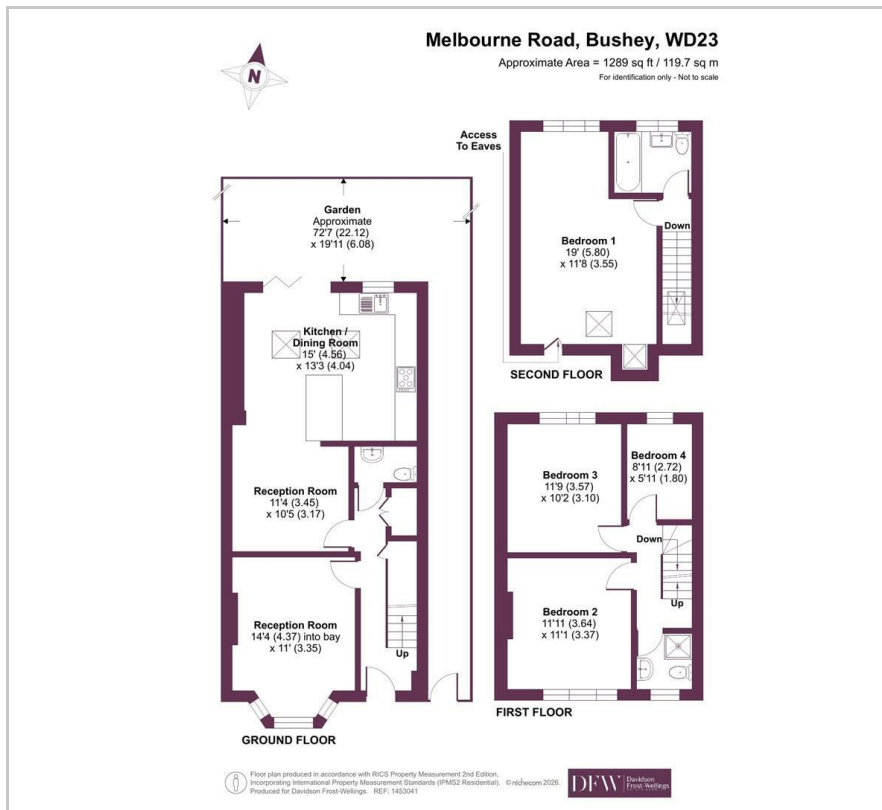 Melbourne Road, Bushey, WD23
Approximate Area = 1289 sq ft / 119.7 sq m
For identification only - Not to scale
N
Access
To Eaves
Garden
Approximate
72'7 (22.12)
x 19'11 (6.08)
Down
Bedroom 1
19' (5.80)
x 11'8 (3.55)
Kitchen /
Dining Room
15' (4.56)
x 13'3 (4.04)
SECOND FLOOR
Reception Room
11'4 (3.45)
x 10'5 (3.17)
Bedroom 4
8'11 (2.72)
x 5'11 (1.80)
Bedroom 3
11'9 (3.57)
x 10'2 (3.10)
Down
Reception Room
14'4 (4.37) into bay
x 11' (3.35)
Up
Bedroom 2
11'11 (3.64)
x 11'1 (3.37)
Up
FIRST FLOOR
GROUND FLOOR
Floor plan produced in accordance with RICS Property Measurement 2nd Edition,
Incorporating International Property Measurement Standards (IPMS2 Residential). © nichecom 2026.
Produced for Davidson Frost-Wellings. REF: 1453041
DFW
Davidson
Frost-Wellings